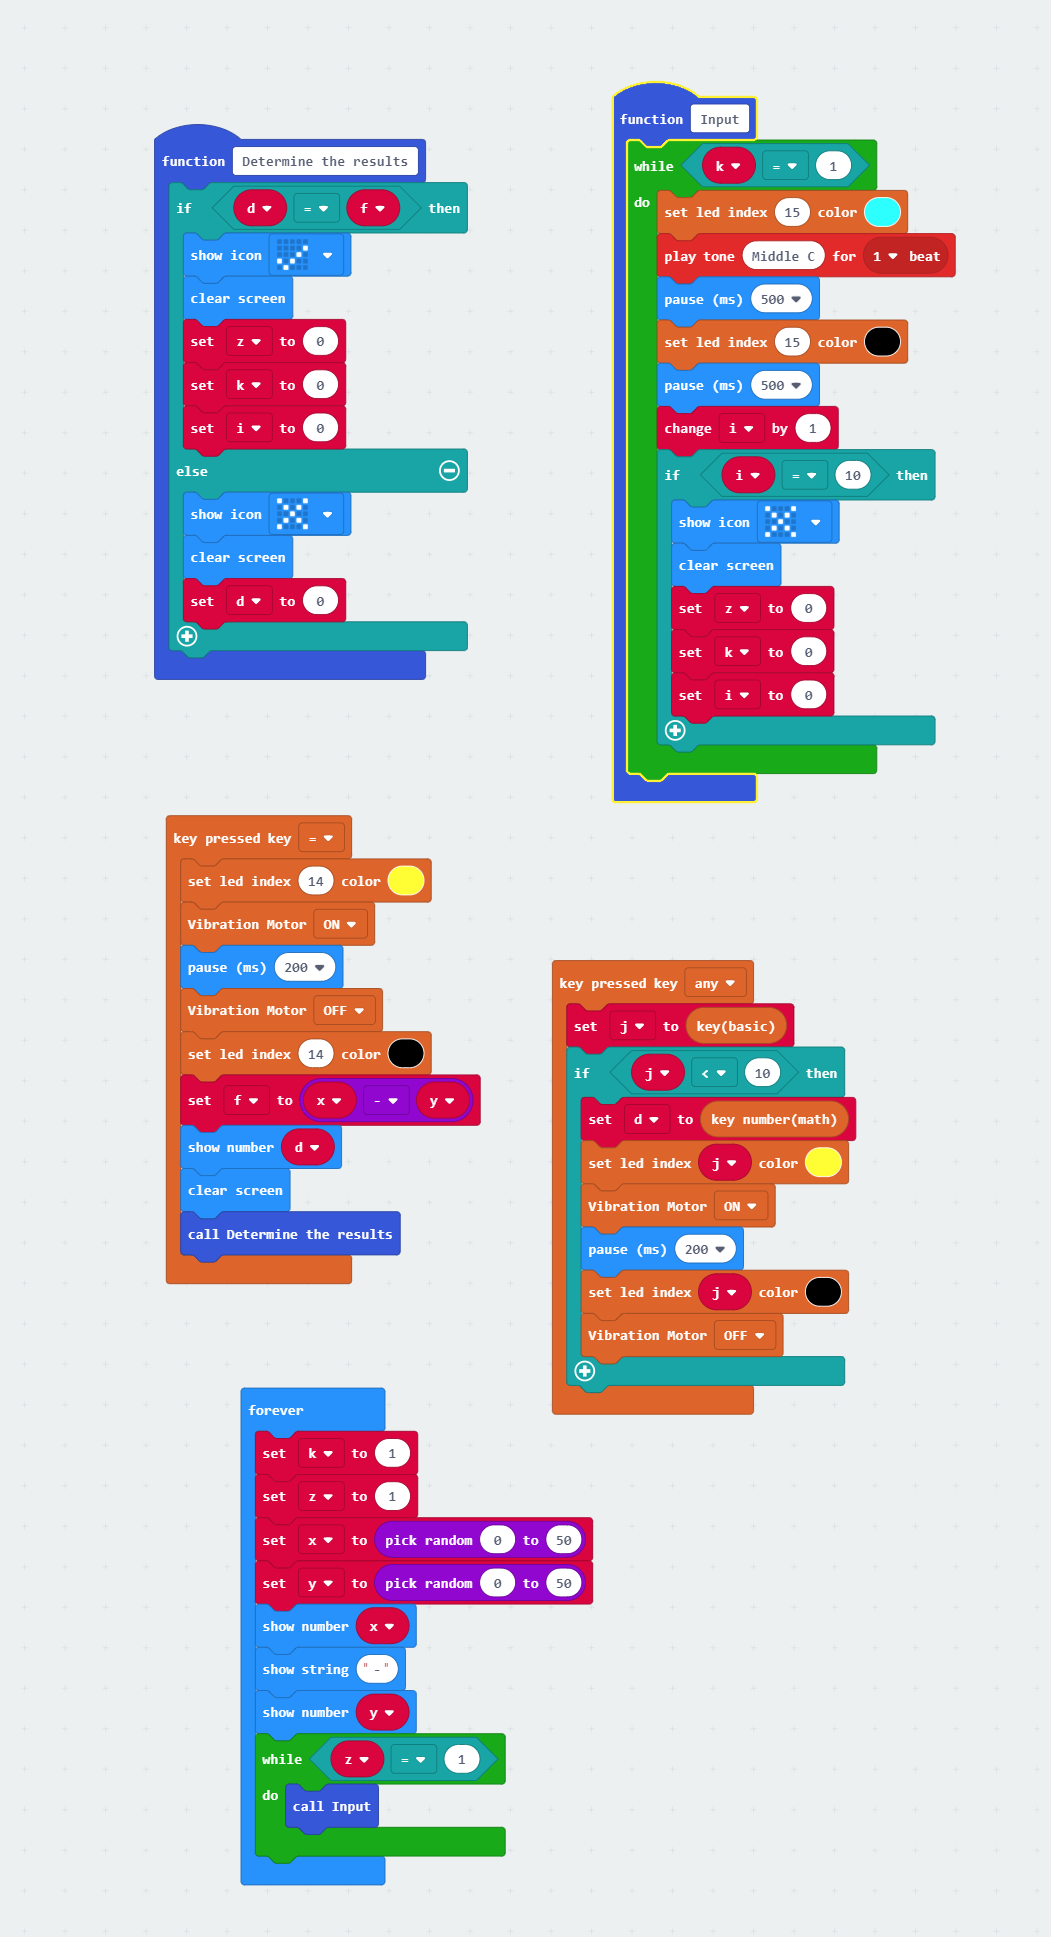 function Determine the results
if d = f then
show icon
clear screen
set z to 0
set k to 0
set i to 0
else
show icon
clear screen
set d to 0
function Input
while k = 1
do
set led index 15 color
play tone Middle C for 1 beat
pause (ms) 500
set led index 15 color
pause (ms) 500
change i by 1
if i = 10 then
show icon
clear screen
set z to 0
set k to 0
set i to 0
key pressed key =
set led index 14 color
Vibration Motor ON
pause (ms) 200
Vibration Motor OFF
set led index 14 color
set f to x - y
show number d
clear screen
call Determine the results
key pressed key any
set j to key(basic)
if j < 10 then
set d to key number(math)
set led index j color
Vibration Motor ON
pause (ms) 200
set led index j color
Vibration Motor OFF
forever
set k to 1
set z to 1
set x to pick random 0 to 50
set y to pick random 0 to 50
show number x
show string "-"
show number y
while z = 1
do
call Input